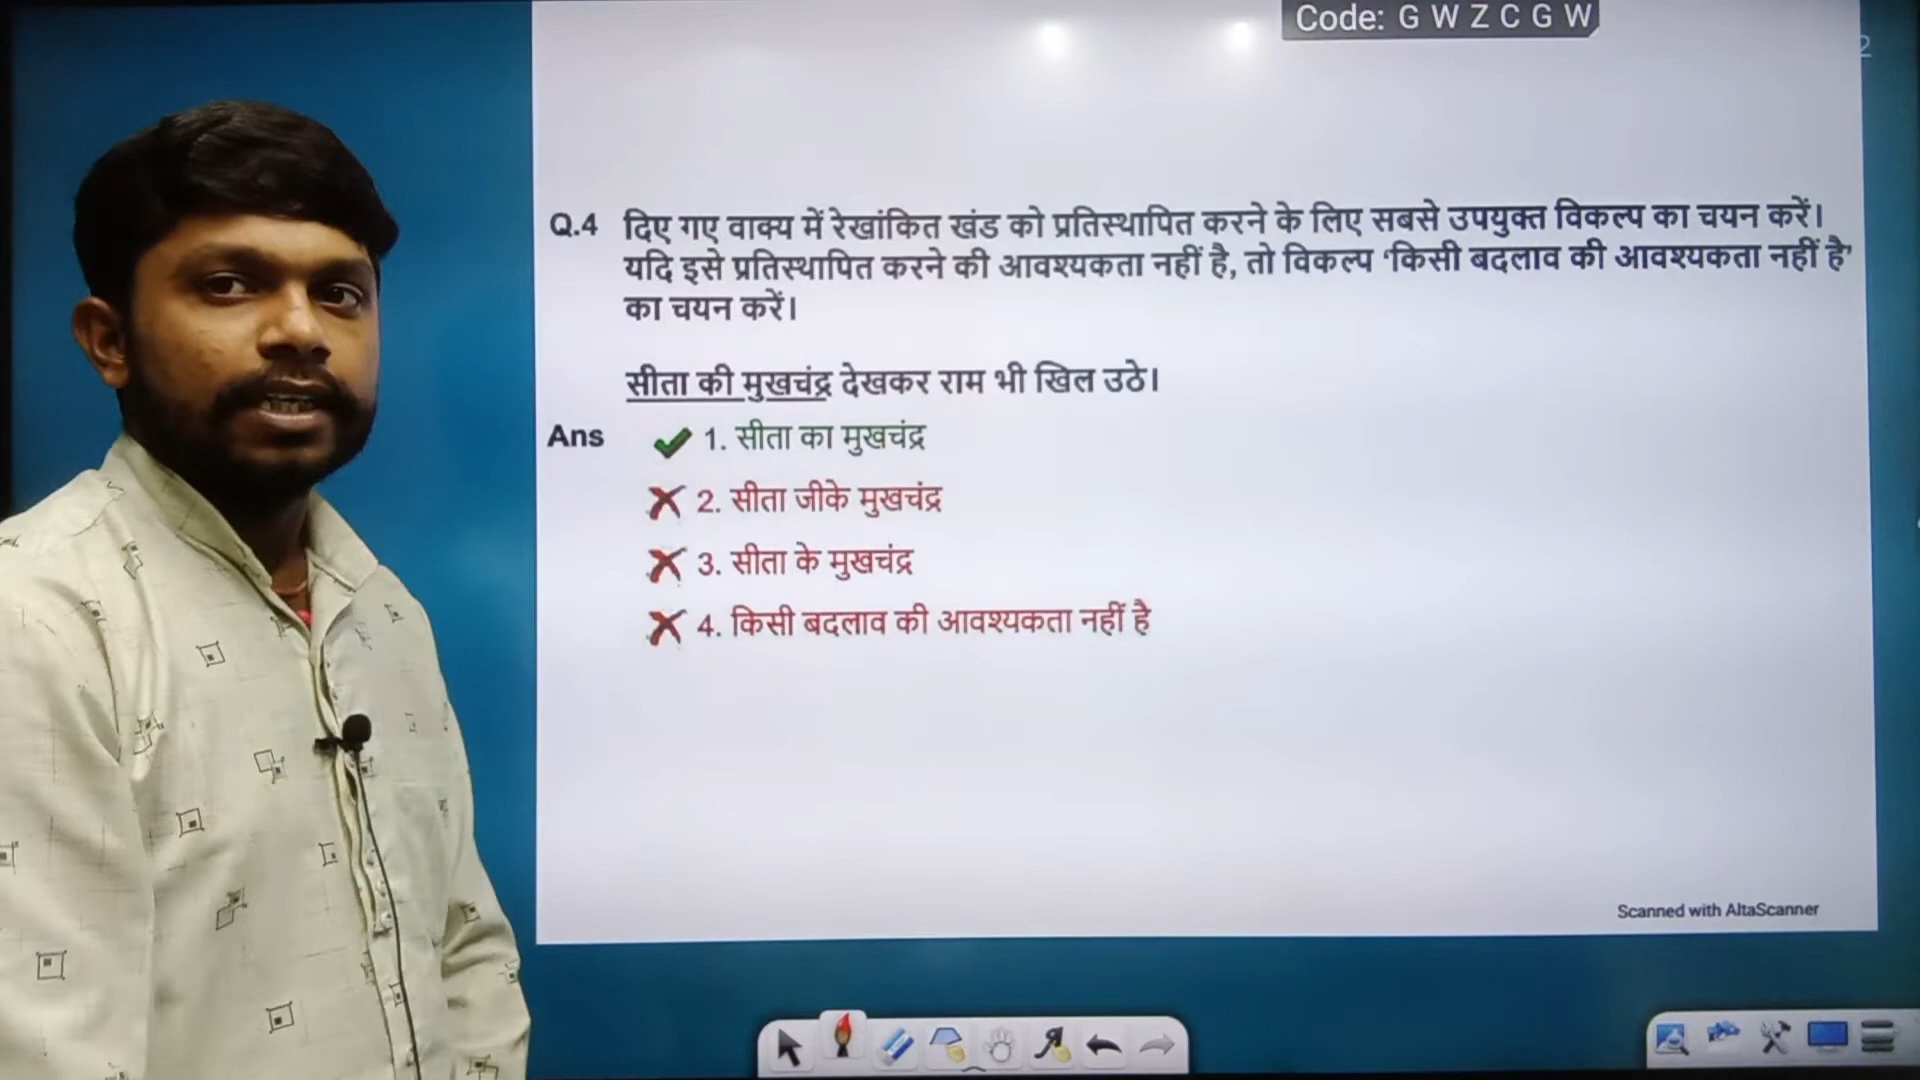 Code: G W Z C G W
2
Q.4 दिए गए वाक्य में रेखांकित खंड को प्रतिस्थापित करने के लिए सबसे उपयुक्त विकल्प का चयन करें।
यदि इसे प्रतिस्थापित करने की आवश्यकता नहीं है, तो विकल्प 'किसी बदलाव की आवश्यकता नहीं है'
का चयन करें।
सीता की मुखचंद्र देखकर राम भी खिल उठे।
Ans 1. सीता का मुखचंद्र
2. सीता जीके मुखचंद्र
3. सीता के मुखचंद्र
4. किसी बदलाव की आवश्यकता नहीं है
Scanned with AltaScanner